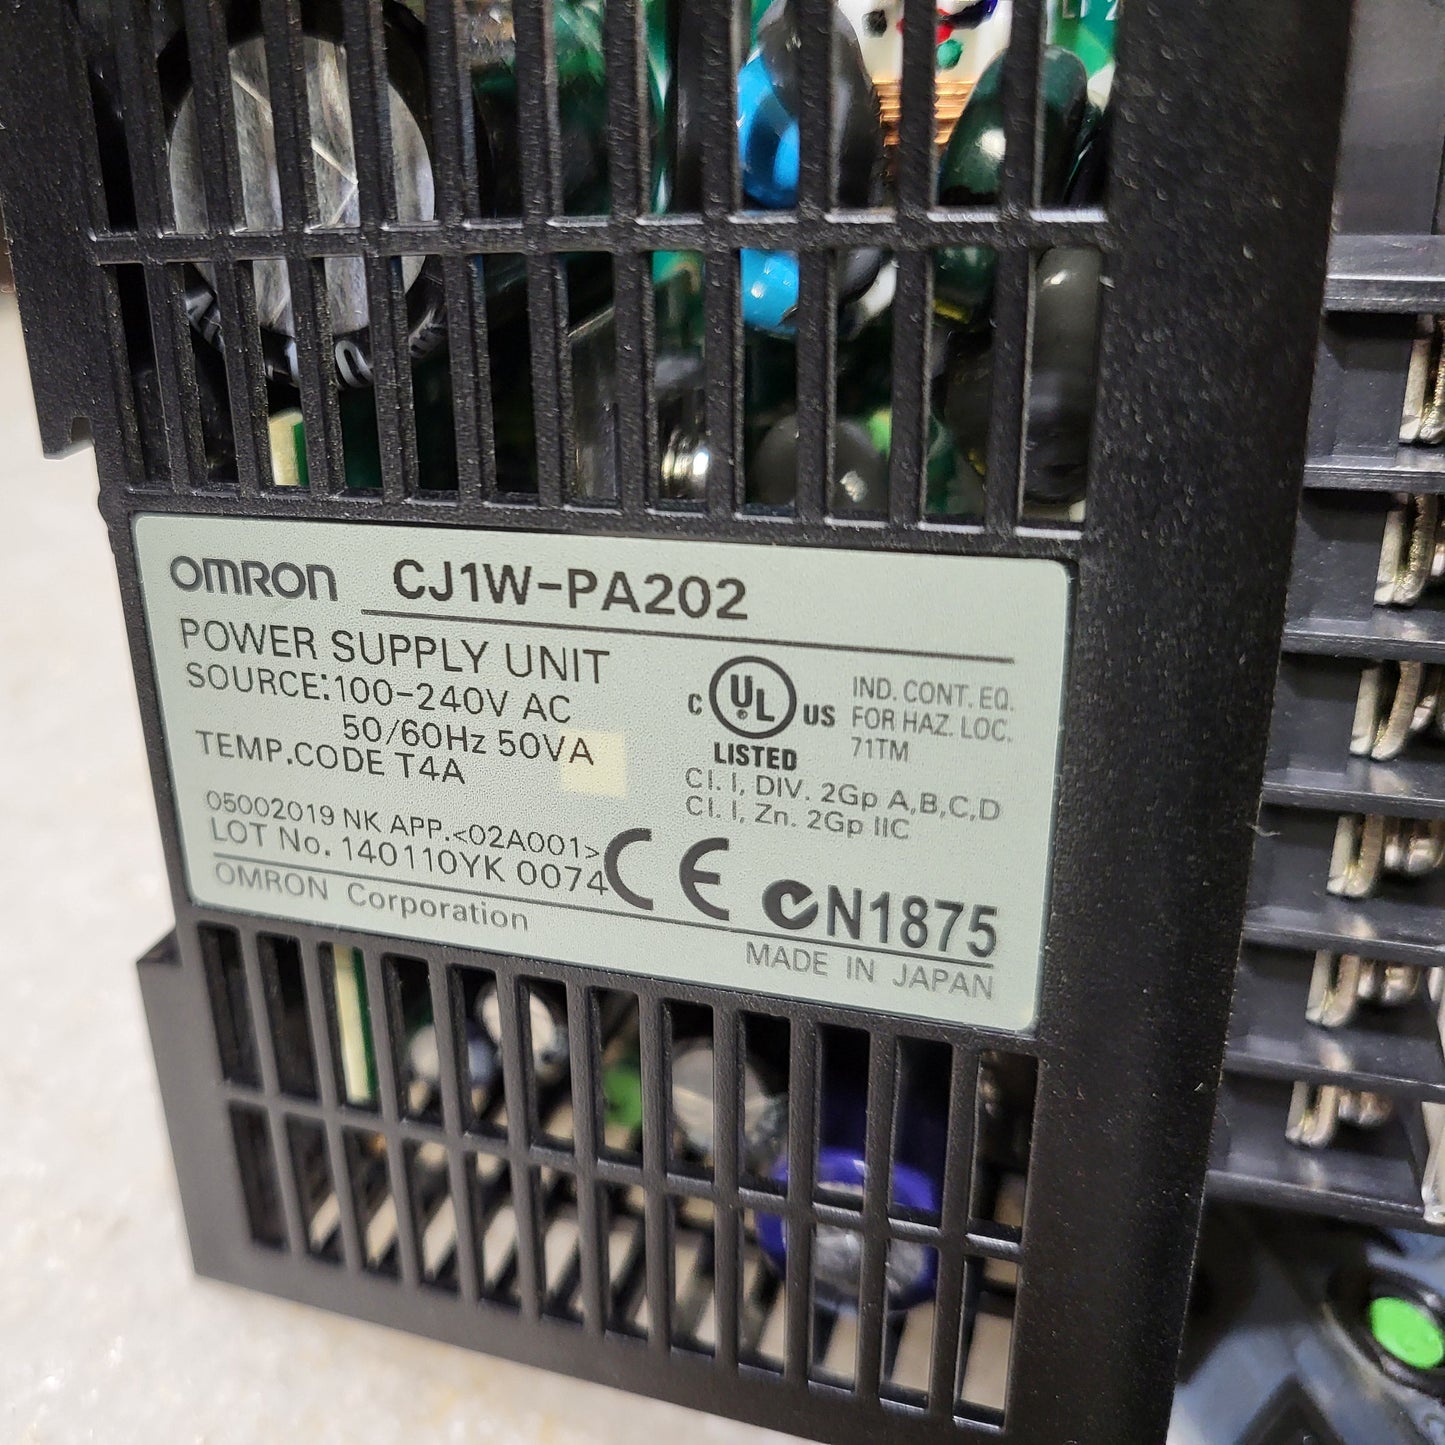 OMRON CJ1W-PA202
POWER SUPPLY UNIT
SOURCE:100-240V AC
50/60Hz 50VA
TEMP.CODE T4A
05002019 NK APP.<02A001>
LOT No. 140110YK 0074
OMRON Corporation
C UL US
LISTED
IND. CONT. EQ.
FOR HAZ. LOC.
71TM
Cl. I, DIV. 2Gp A,B,C,D
Cl. I, Zn. 2Gp IIC
CE N1875
MADE IN JAPAN